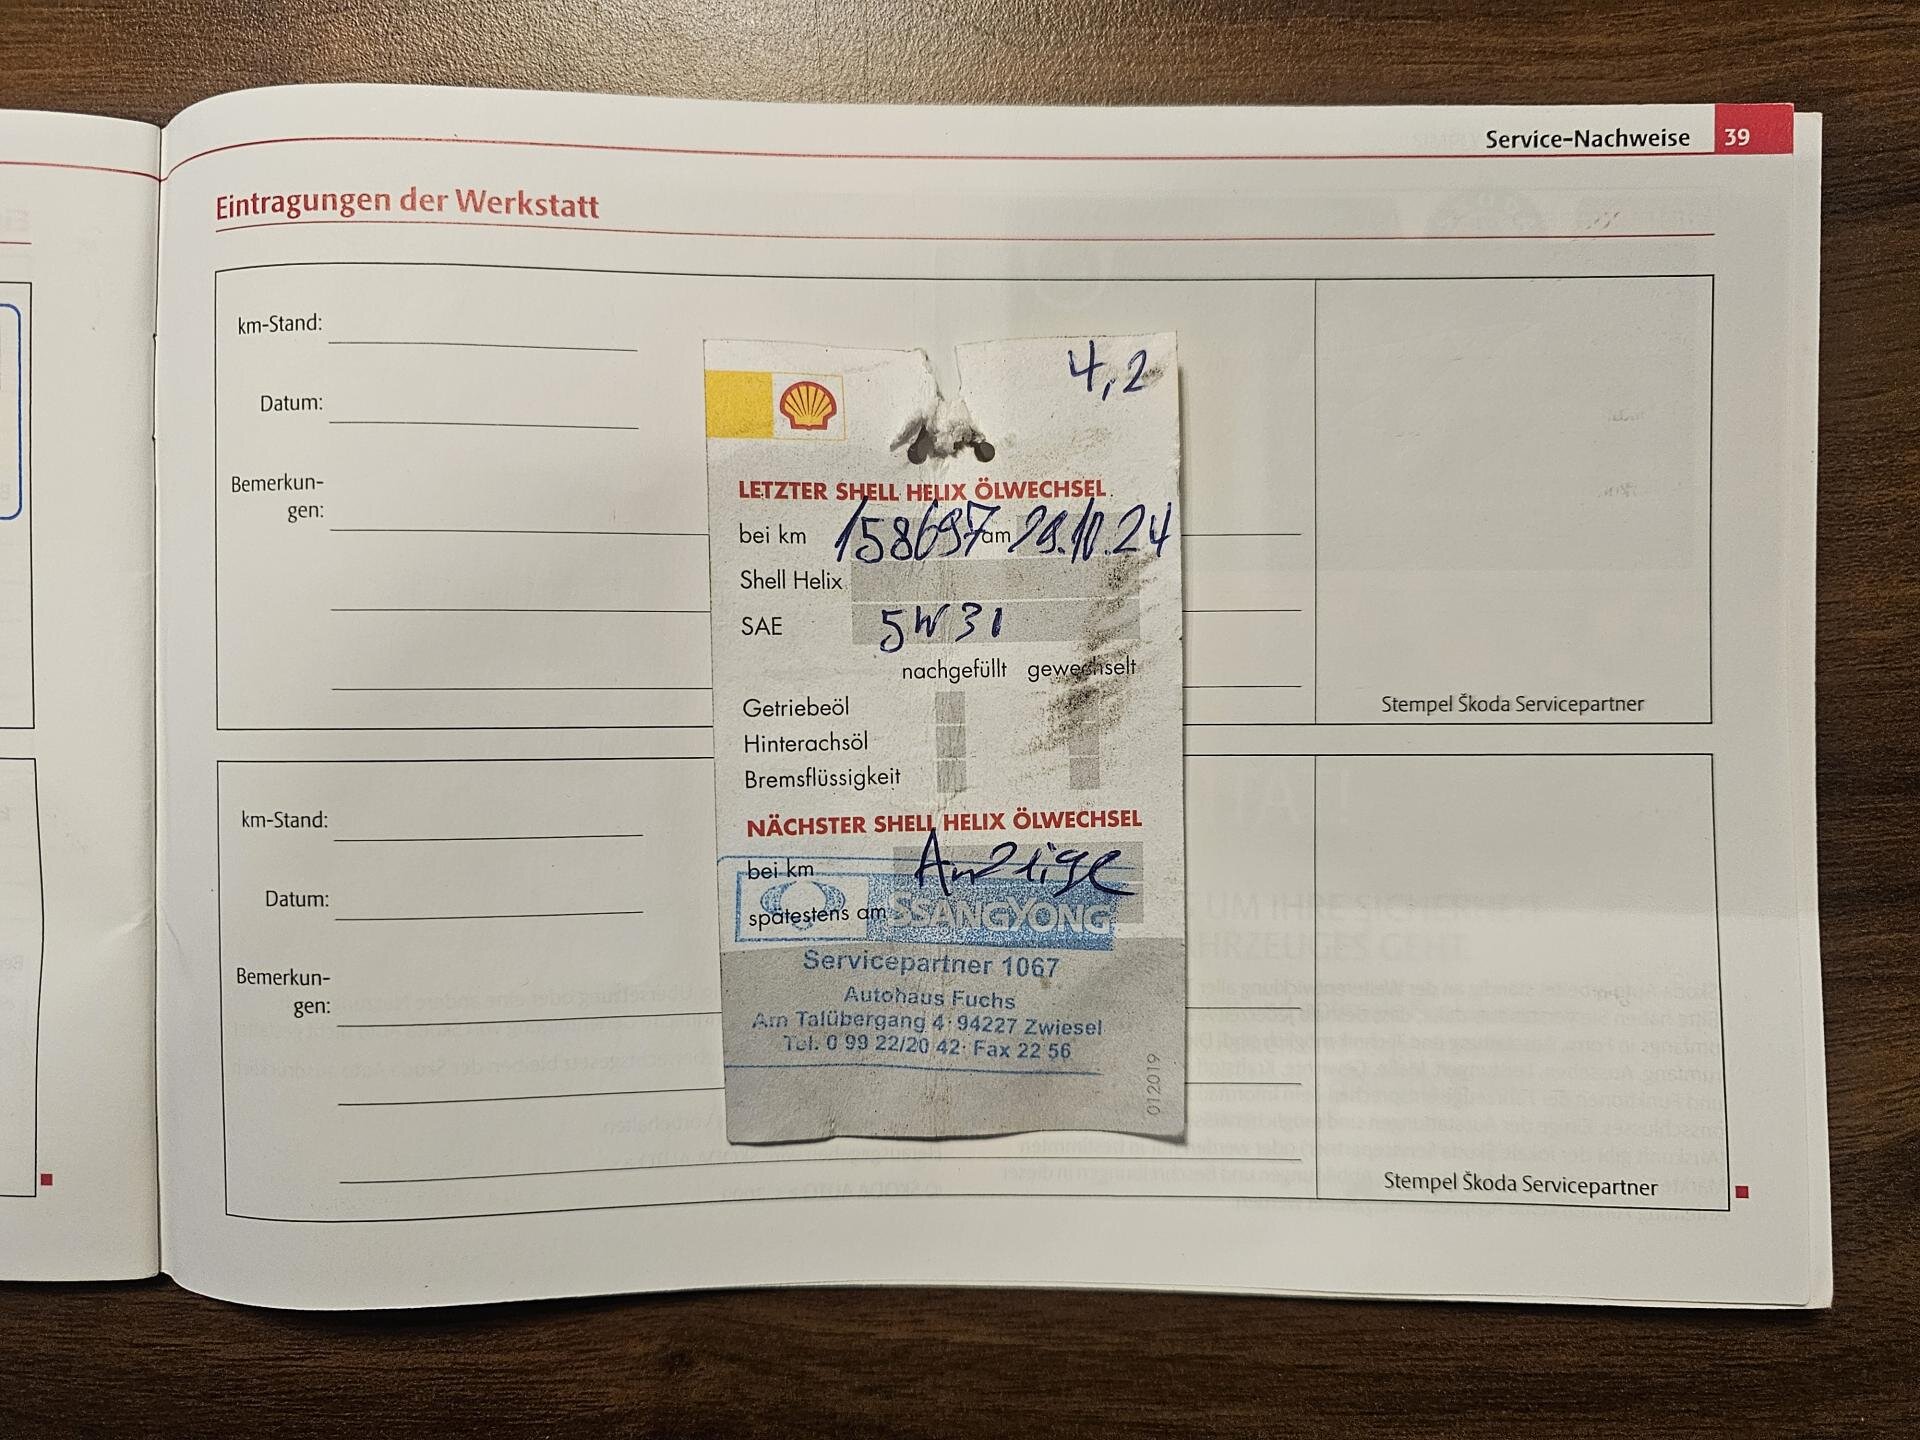 Service-Nachweise 39
Eintragungen der Werkstatt
km-Stand:
Datum:
Bemerkun-
gen:
Stempel Škoda Servicepartner
4,2
LETZTER SHELL HELIX ÖLWECHSEL
bei km 158697 am 29.10.24
Shell Helix
SAE 5W30
nachgefüllt gewechselt
Getriebeöl
Hinterachsöl
Bremsflüssigkeit
NÄCHSTER SHELL HELIX ÖLWECHSEL
bei km Anzeige
spätestens am
SSANGYONG
Servicepartner 1067
Autohaus Fuchs
Am Talübergang 4 · 94227 Zwiesel
Tel. 0 99 22/20 42 · Fax 22 56
012019
km-Stand:
Datum:
Bemerkun-
gen:
Stempel Škoda Servicepartner